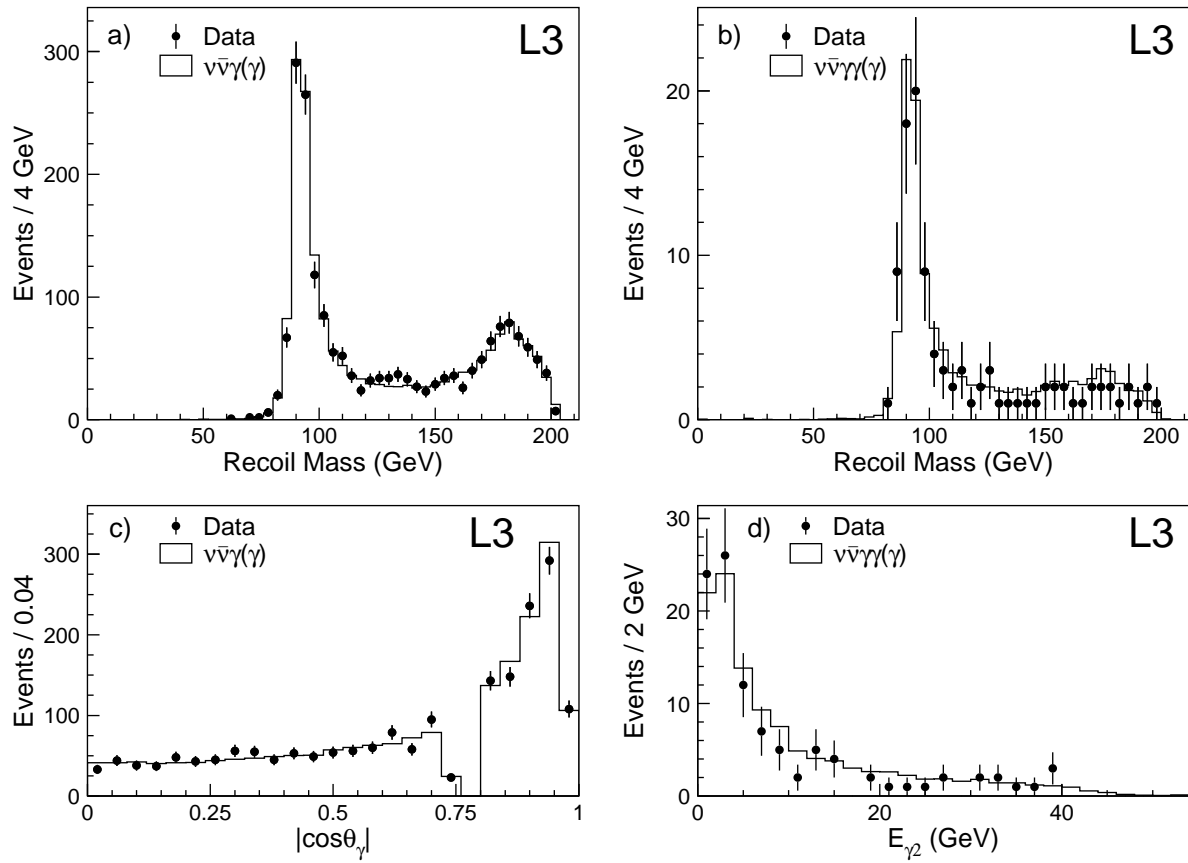 a) Data L3
νν̄γ(γ)
Events / 4 GeV
300
200
100
0
0 50 100 150 200
Recoil Mass (GeV)
b) Data L3
νν̄γγ(γ)
Events / 4 GeV
20
10
0
0 50 100 150 200
Recoil Mass (GeV)
c) Data L3
νν̄γ(γ)
Events / 0.04
300
200
100
0
0 0.25 0.5 0.75 1
|cosθγ|
d) Data L3
νν̄γγ(γ)
Events / 2 GeV
30
20
10
0
0 20 40
Eγ2 (GeV)